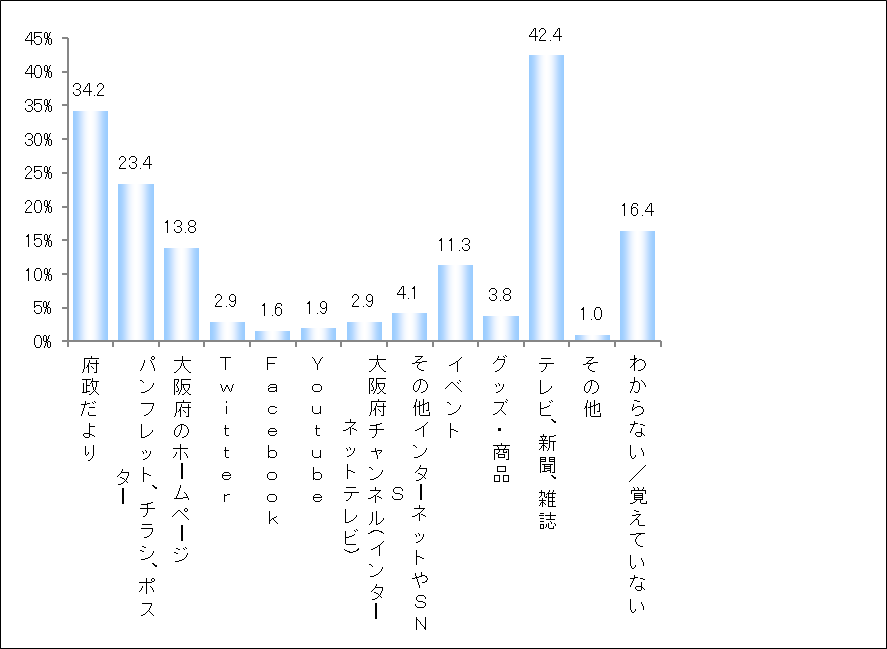 45%
40%
35%
30%
25%
20%
15%
10%
5%
0%
34.2
23.4
13.8
2.9
1.6
1.9
2.9
4.1
11.3
3.8
42.4
1.0
16.4
府政だより
パンフレット、チラシ、ポス
ター
大阪府のホームページ
Twitter
Facebook
Youtube
大阪府チャンネル(インター
ネットテレビ)
その他インターネットやSN
S
イベント
グッズ・商品
テレビ、新聞、雑誌
その他
わからない/覚えていない